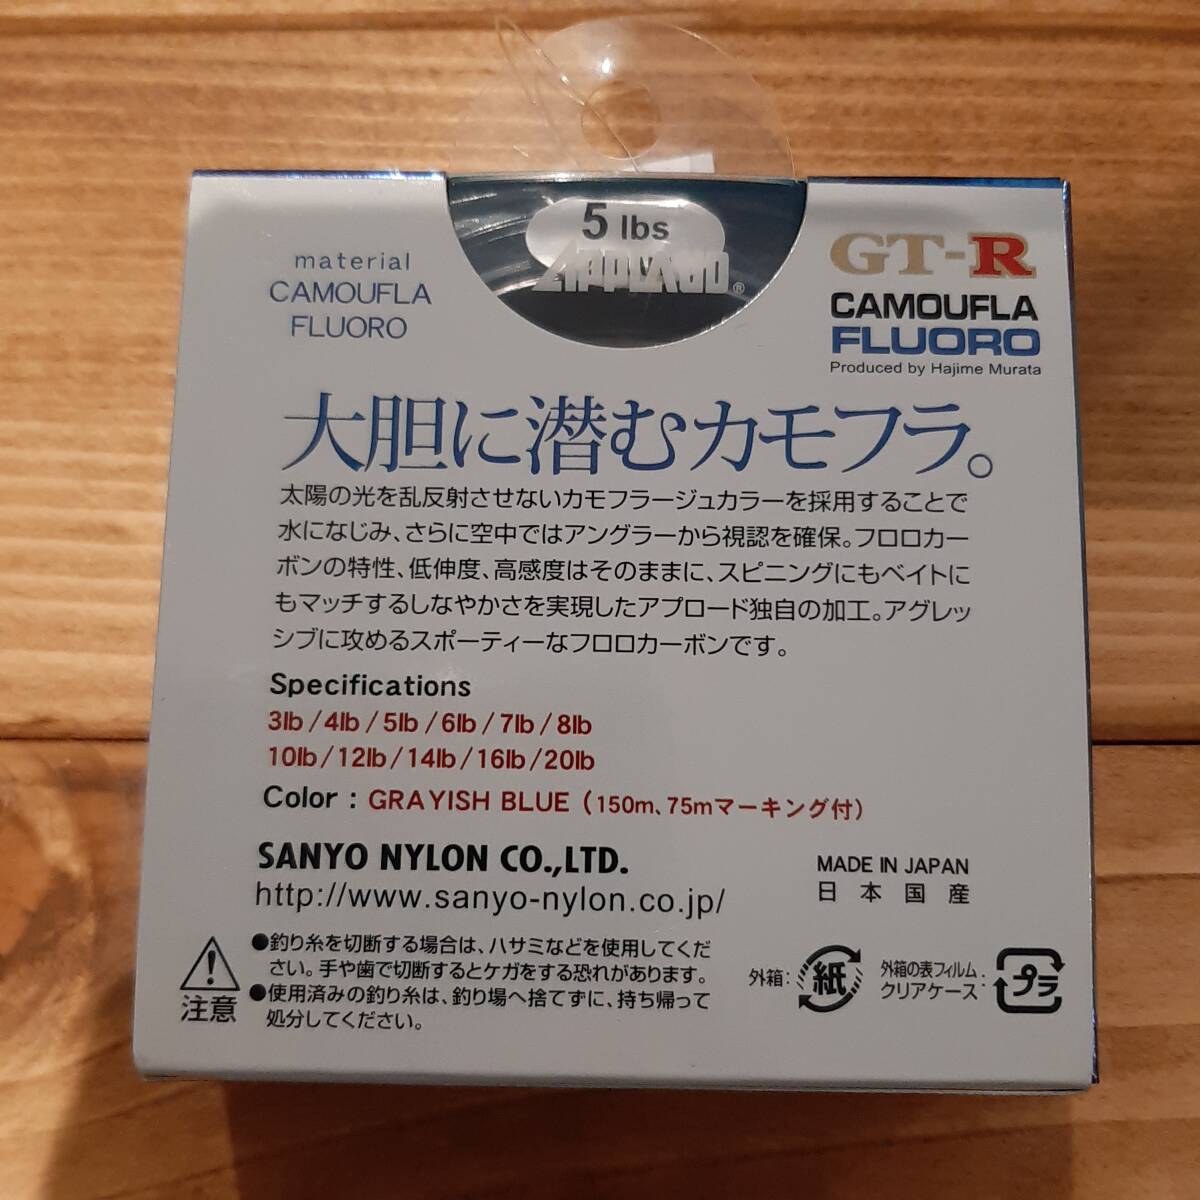 5 lbs
material
CAMOUFLA
FLUORO
GT-R
CAMOUFLA
FLUORO
Produced by Hajime Murata
大胆に潜むカモフラ。
太陽の光を乱反射させないカモフラージュカラーを採用することで
水になじみ、さらに空中ではアングラーから視認を確保。フロロカー
ボンの特性、低伸度、高感度はそのままに、スピニングにもベイトに
もマッチするしなやかさを実現したアプロード独自の加工。アグレッ
シブに攻めるスポーティーなフロロカーボンです。
Specifications
3lb/4lb/5lb/6lb/7lb/8lb
10lb/12lb/14lb/16lb/20lb
Color : GRAYISH BLUE (150m、75mマーキング付)
SANYO NYLON CO.,LTD.
http://www.sanyo-nylon.co.jp/
MADE IN JAPAN
日本国産
注意
●釣り糸を切断する場合は、ハサミなどを使用してくだ
さい。手や歯で切断するとケガをする恐れがあります。
●使用済みの釣り糸は、釣り場へ捨てずに、持ち帰って
処分してください。
外箱: 紙
外箱の表フィルム・
クリアケース: プラ